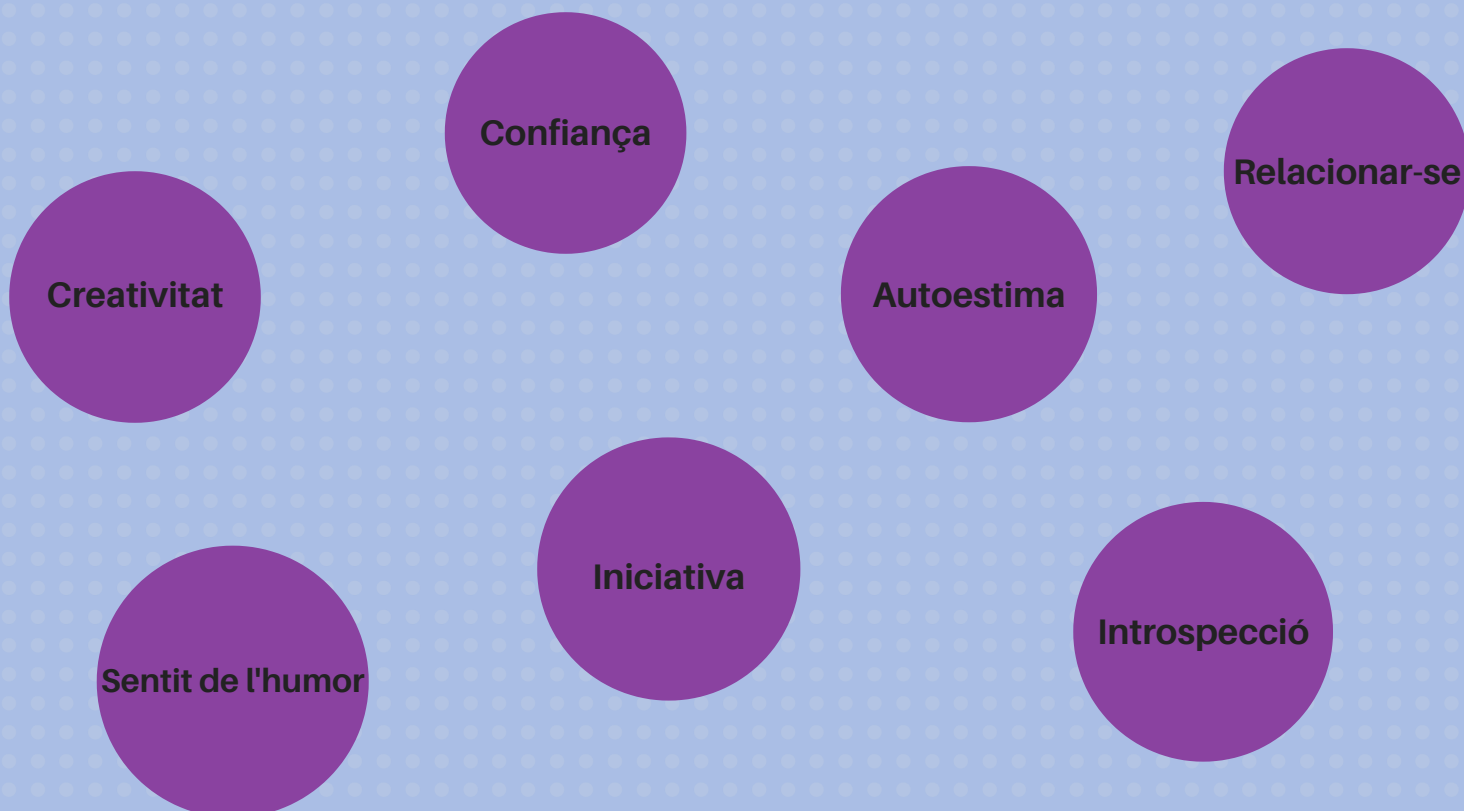 Confiança
Relacionar-se
Creativitat
Autoestima
Iniciativa
Introspecció
Sentit de l'humor